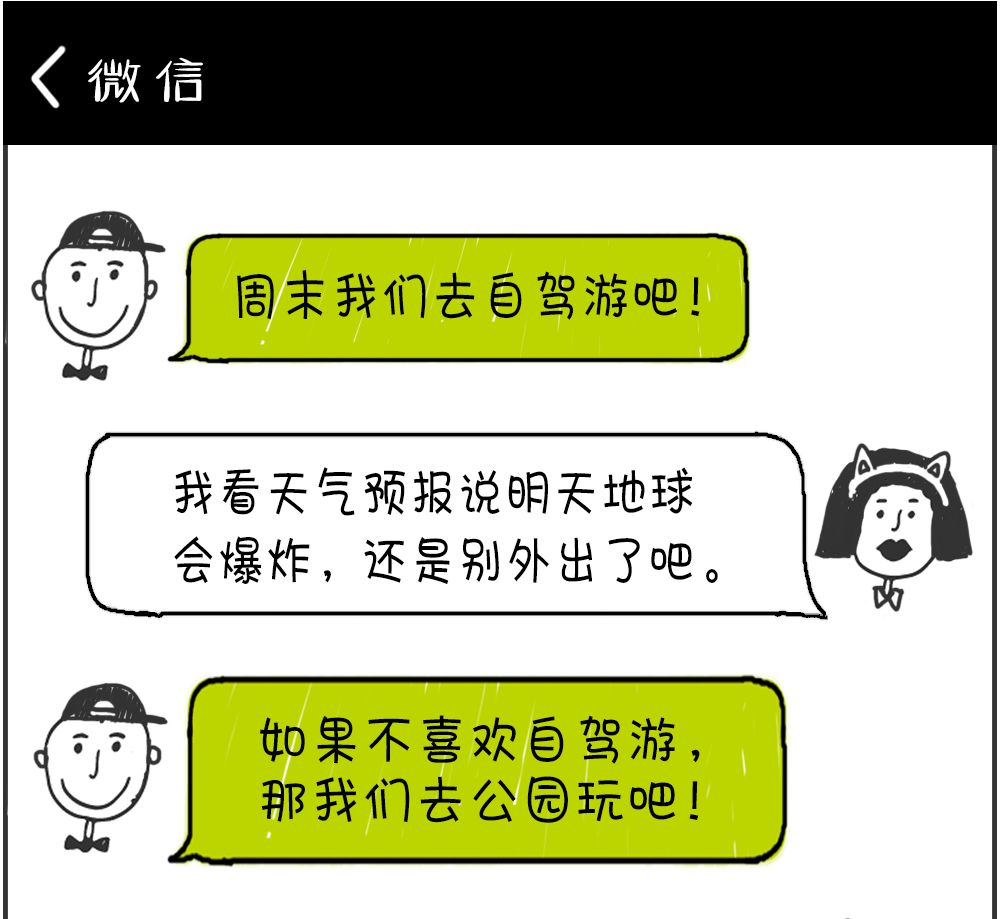 微信
周末我们去自驾游吧！
我看天气预报说明天地球
会爆炸，还是别外出了吧。
如果不喜欢自驾游，
那我们去公园玩吧！